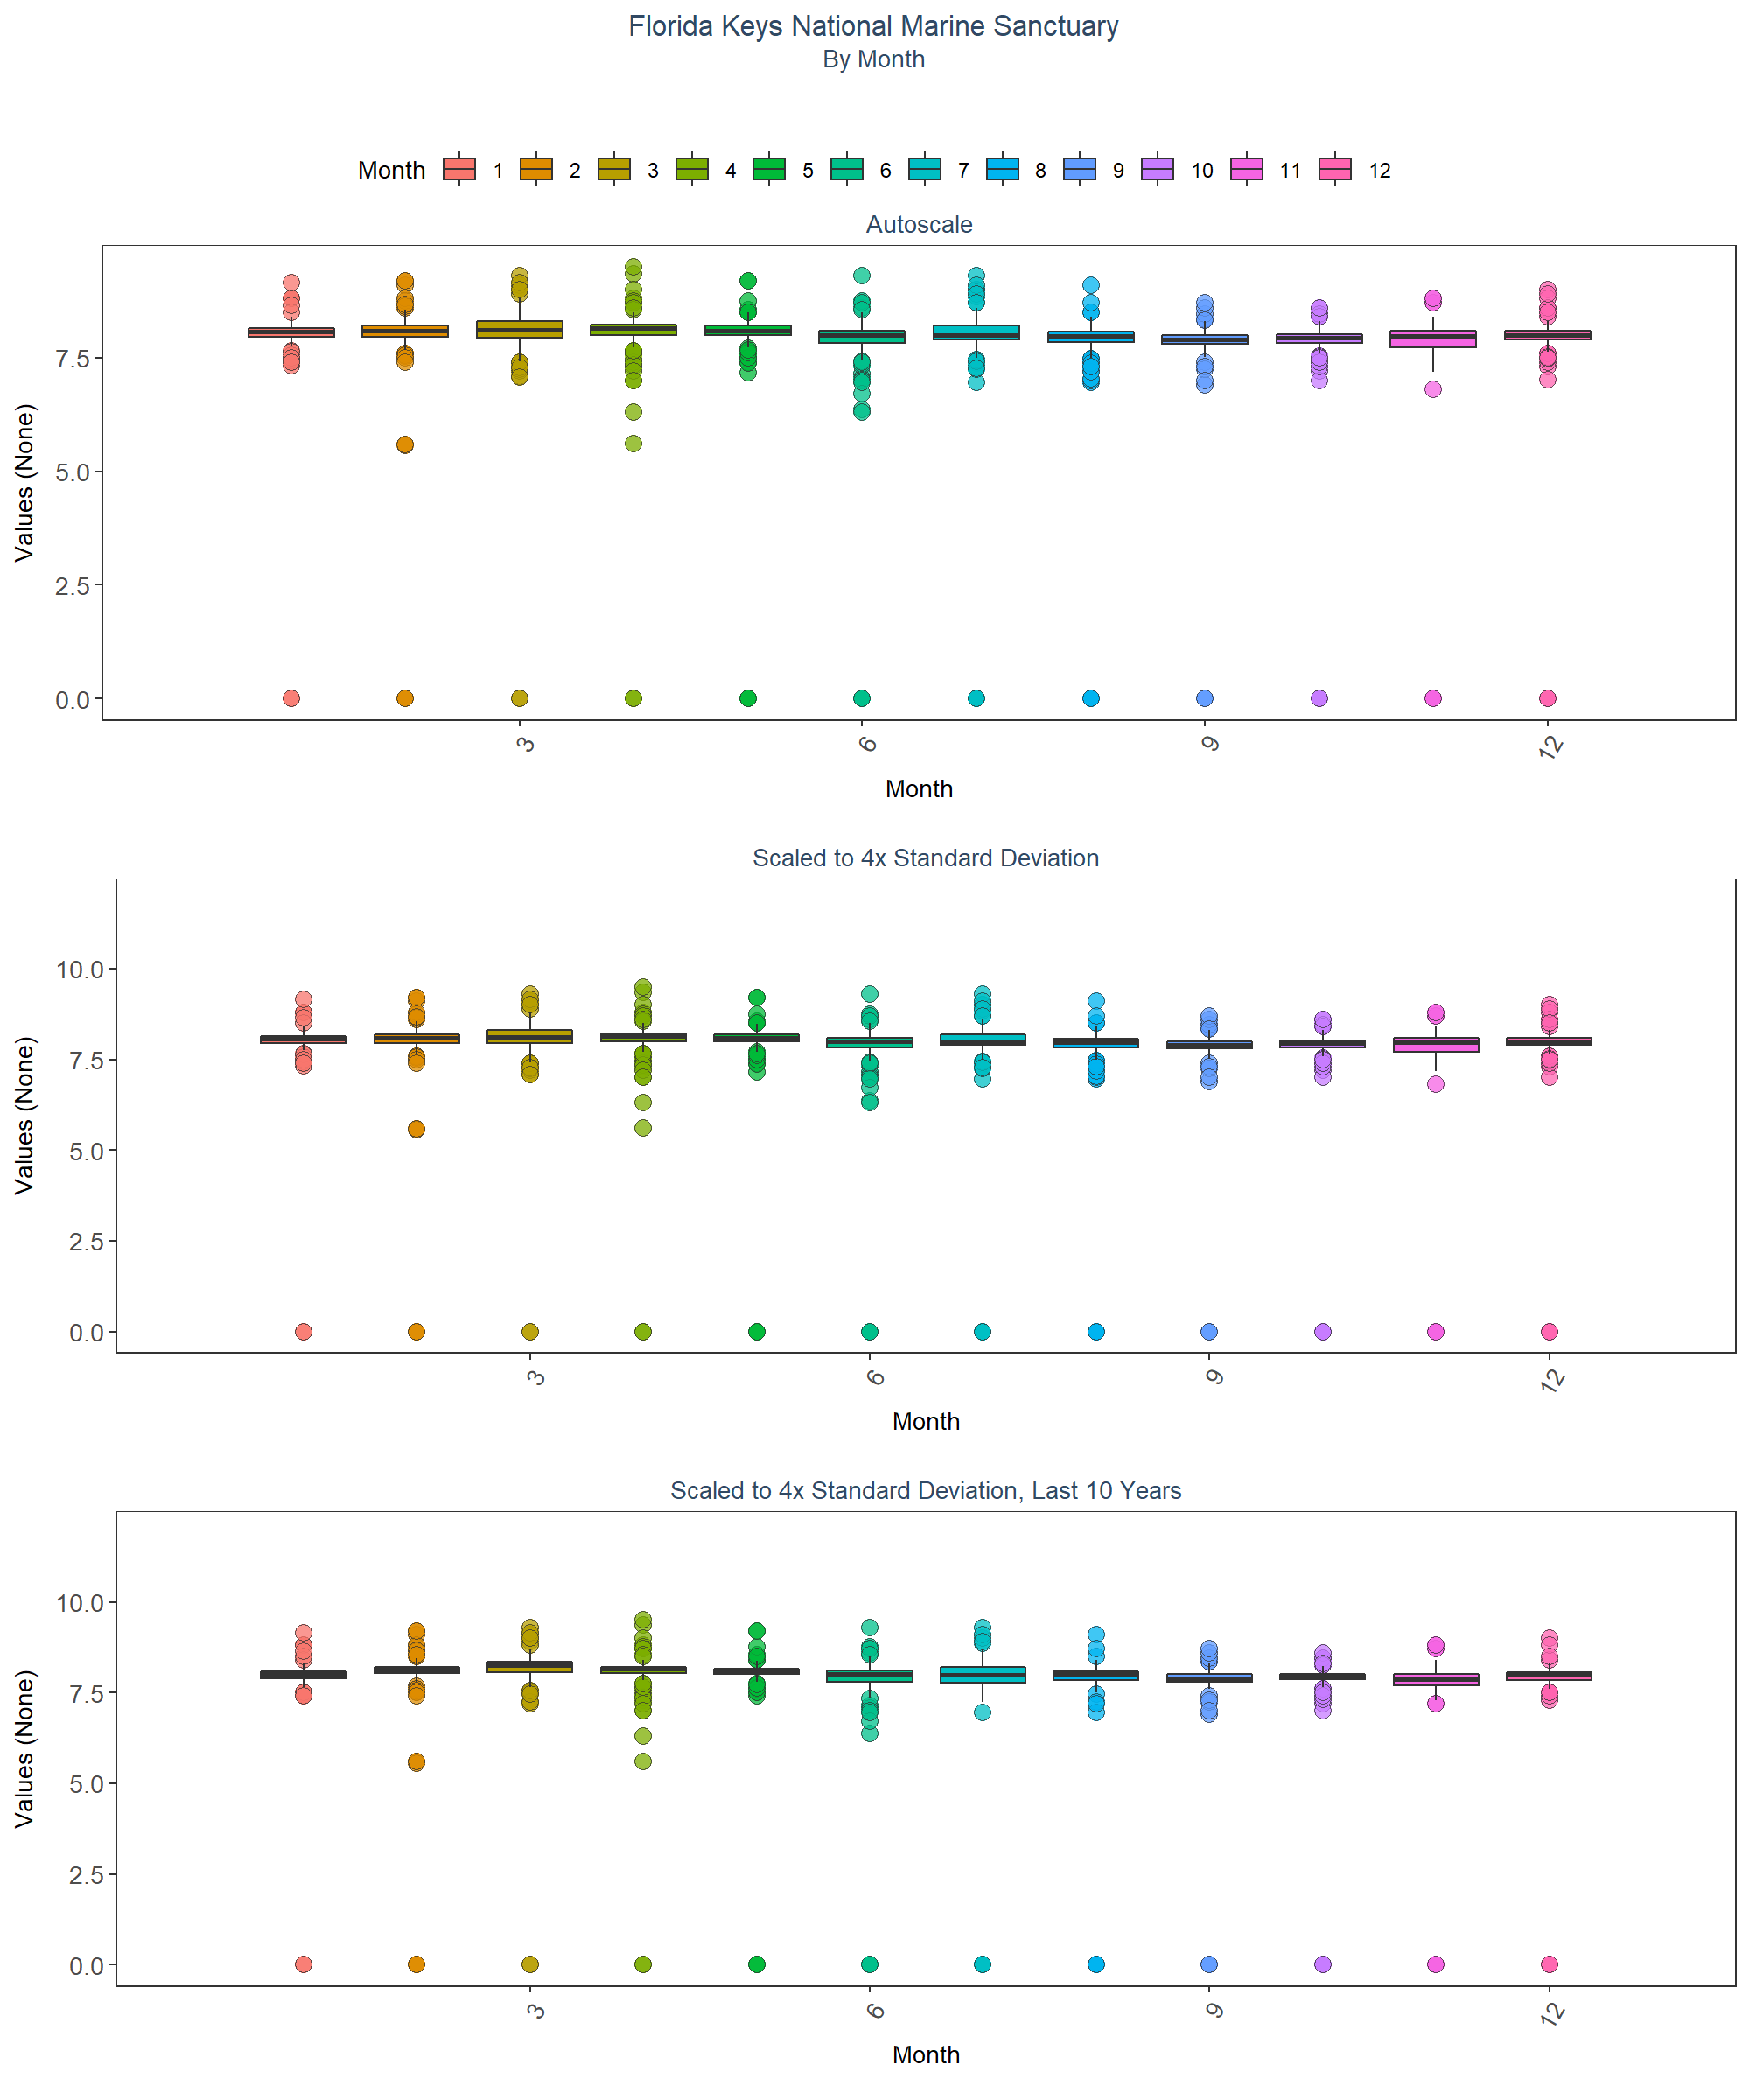 Florida Keys National Marine Sanctuary
By Month
Month 1 2 3 4 5 6 7 8 9 10 11 12
Autoscale
Values (None)
7.5
5.0
2.5
0.0
3 6 9 12
Month
Scaled to 4x Standard Deviation
Values (None)
10.0
7.5
5.0
2.5
0.0
3 6 9 12
Month
Scaled to 4x Standard Deviation, Last 10 Years
Values (None)
10.0
7.5
5.0
2.5
0.0
3 6 9 12
Month